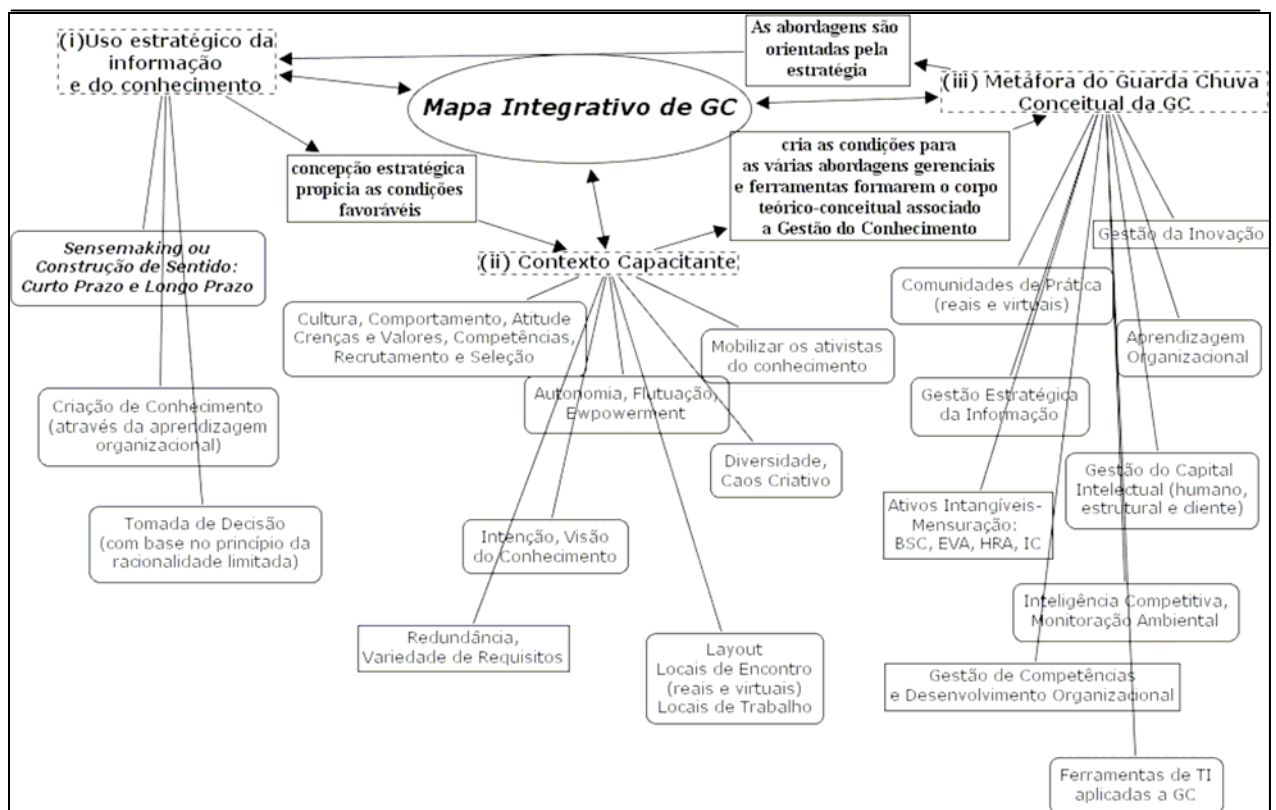 (i)Uso estratégico da
informação
e do conhecimento
As abordagens são
orientadas pela
estratégia
Mapa Integrativo de GC
(iii) Metáfora do Guarda Chuva
Conceitual da GC
concepção estratégica
propicia as condições
favorávéis
cria as condições para
as várias abordagens gerenciais
e ferramentas formarem o corpo
teórico-conceitual associado
a Gestão do Conhecimento
(ii) Contexto Capacitante
Sensemaking ou
Construção de Sentido:
Curto Prazo e Longo Prazo
Criação de Conhecimento
(através da aprendizagem
organizacional)
Tomada de Decisão
(com base no princípio da
racionalidade limitada)
Cultura, Comportamento, Atitude
Crenças e Valores, Competências,
Recrutamento e Seleção
Mobilizar os ativistas
do conhecimento
Autonomia, Flutuação,
Ewpowerment
Diversidade,
Caos Criativo
Intenção, Visão
do Conhecimento
Redundância,
Variedade de Requisitos
Layout
Locais de Encontro
(reais e virtuais)
Locais de Trabalho
Gestão da Inovação
Comunidades de Prática
(reais e virtuais)
Aprendizagem
Organizacional
Gestão Estratégica
da Informação
Gestão do Capital
Intelectual (humano,
estrutural e cliente)
Ativos Intangíveis-
Mensuração:
BSC, EVA, HRA, IC
Inteligência Competitiva,
Monitoração Ambiental
Gestão de Competências
e Desenvolvimento Organizacional
Ferramentas de TI
aplicadas a GC